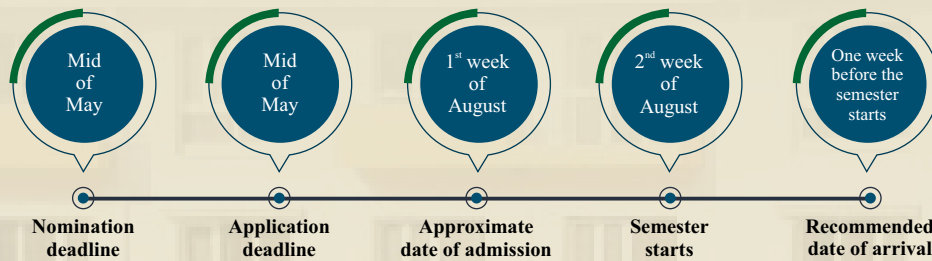 Mid
of
May
Mid
of
May
1st week
of
August
2nd week
of
August
One week
before the
semester
starts
Nomination
deadline
Application
deadline
Approximate
date of admission
Semester
starts
Recommended
date of arrival